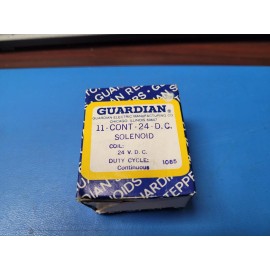 GUARDIAN
GUARDIAN ELECTRIC MANUFACTURING CO.
CHICAGO, ILLINOIS 60607
11-CONT-24-D.C.
SOLENOID
COIL:
24 V.D.C.
DUTY CYCLE: 1085
Continuous